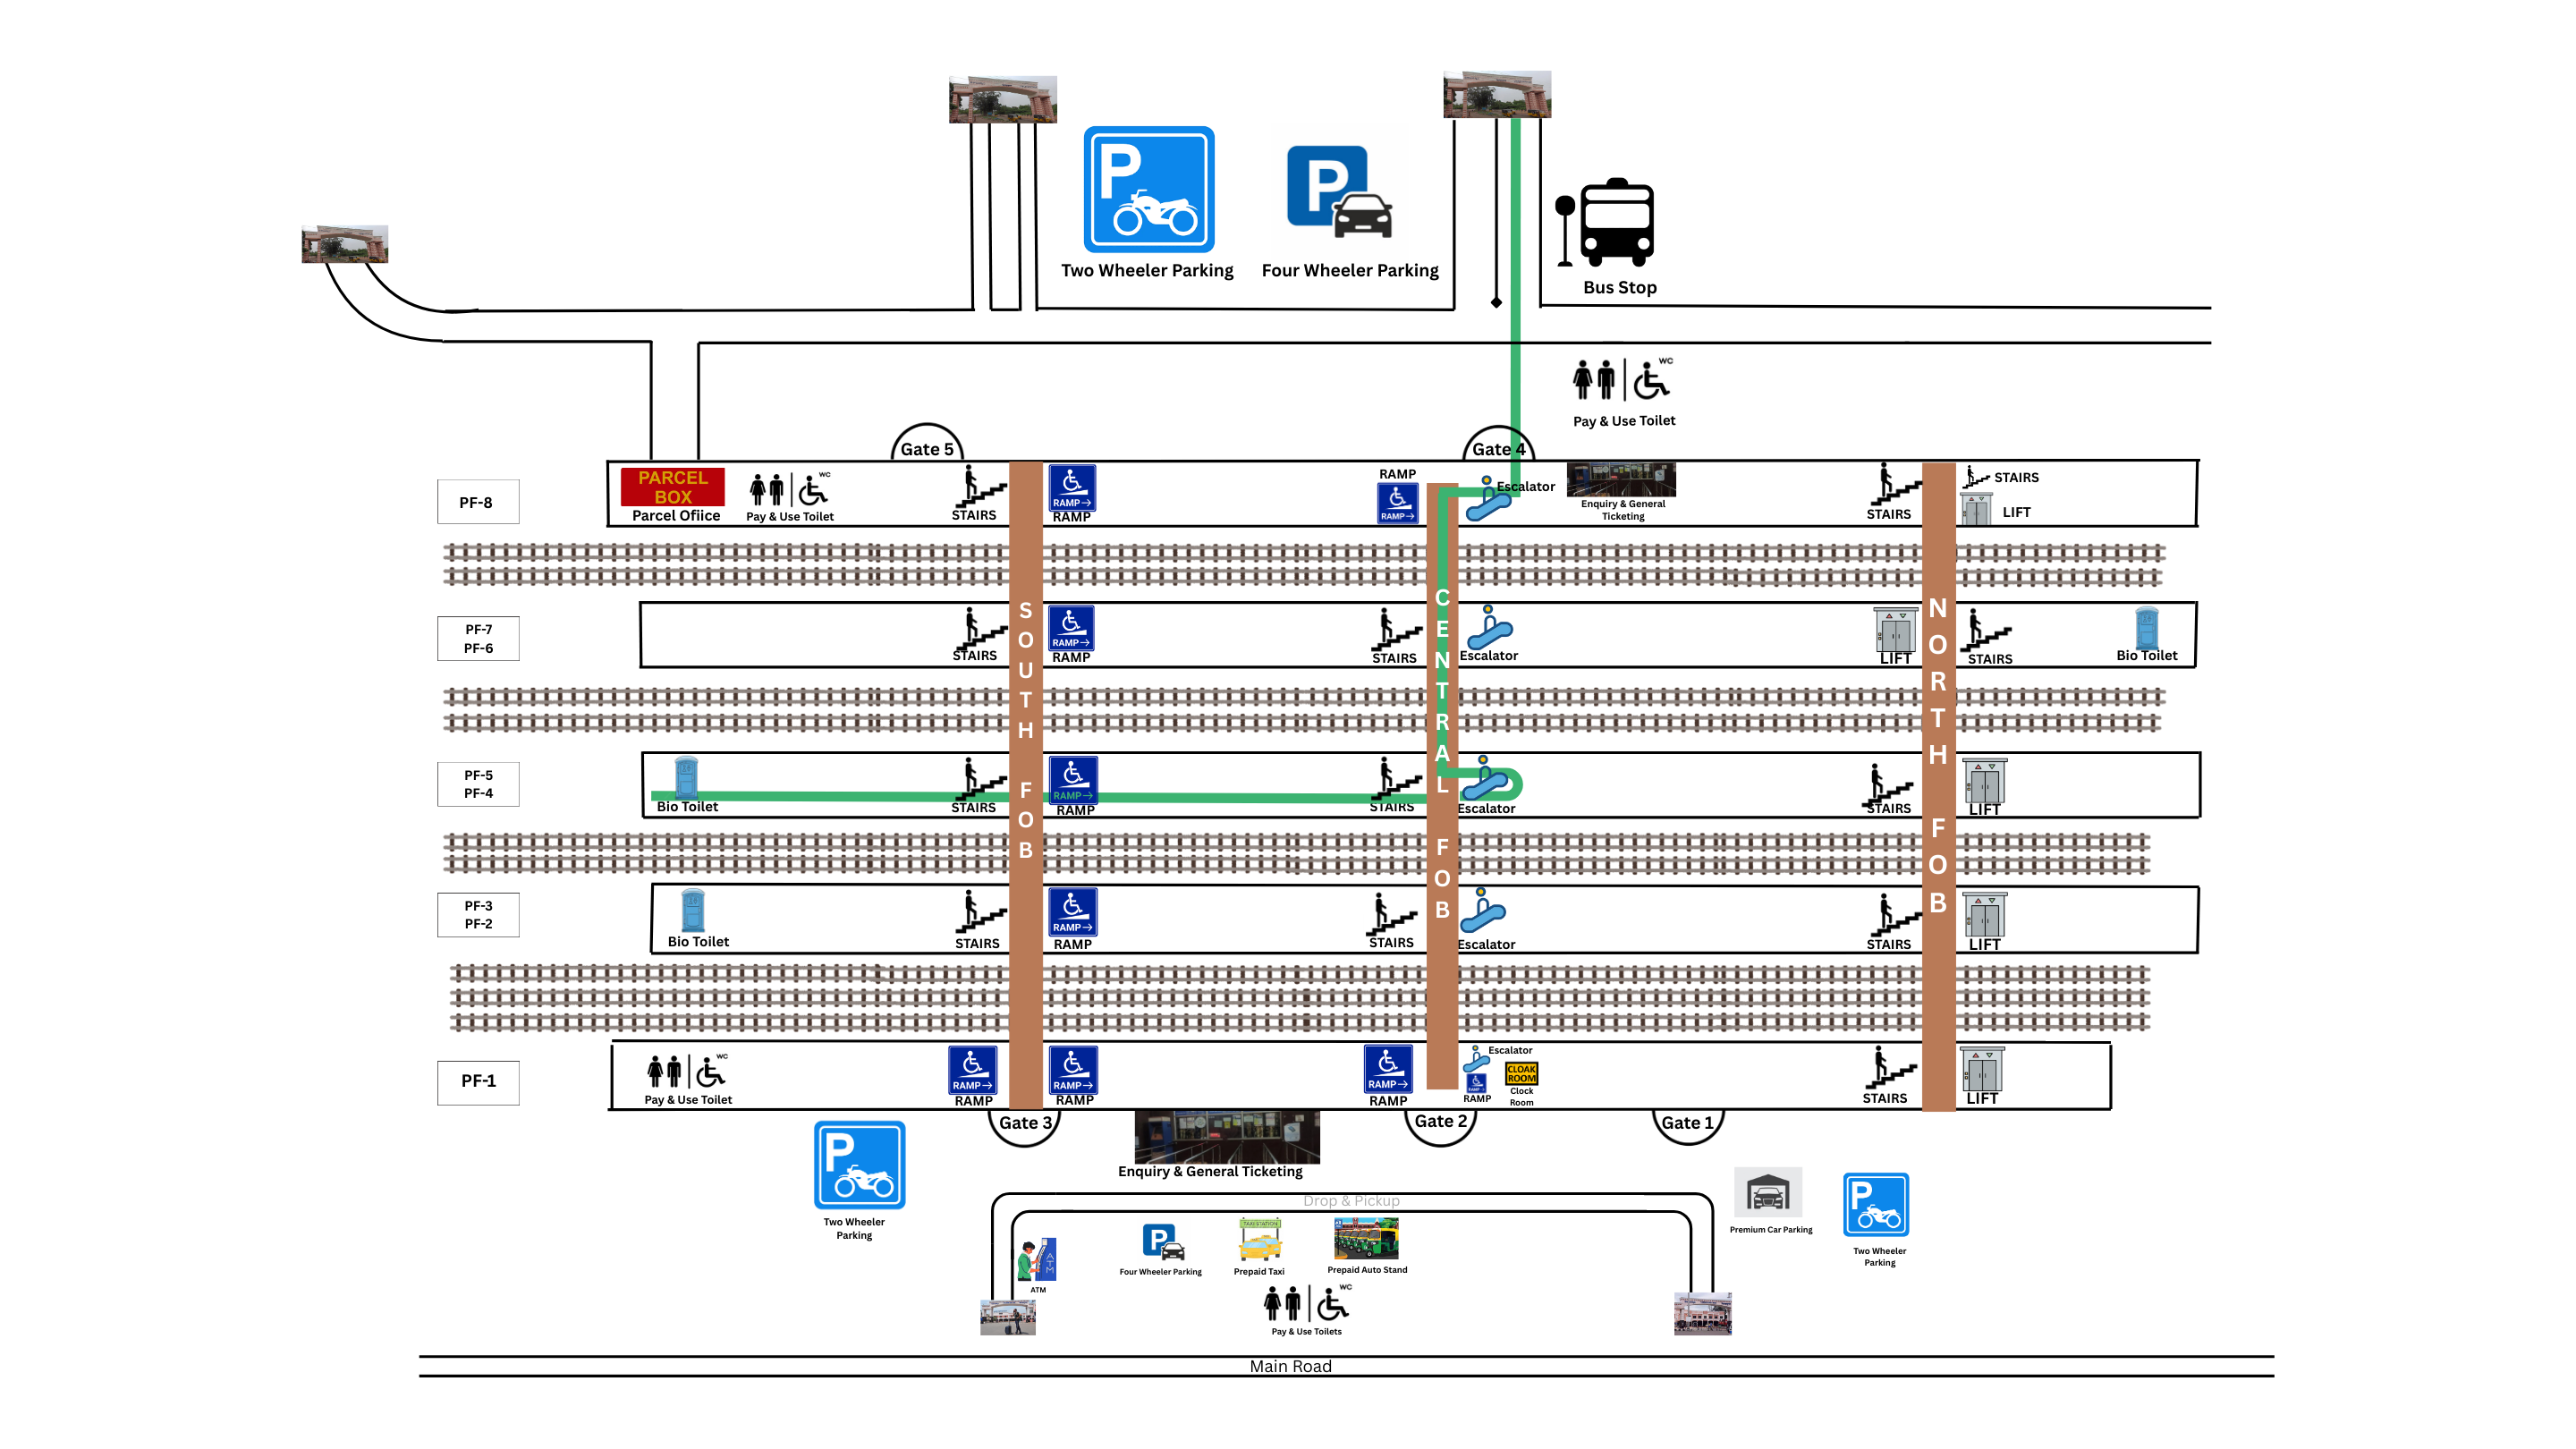 Two Wheeler Parking
Four Wheeler Parking
Bus Stop
WC
Pay & Use Toilet
Gate 5
Gate 4
PF-8
PARCEL
BOX
Parcel Ofiice
WC
Pay & Use Toilet
STAIRS
RAMP→
RAMP
RAMP
RAMP→
Escalator
Enquiry & General
Ticketing
STAIRS
STAIRS
LIFT
PF-7
PF-6
STAIRS
RAMP→
RAMP
STAIRS
Escalator
LIFT
STAIRS
Bio Toilet
SOUTH FOB
CENTRAL FOB
NORTH FOB
PF-5
PF-4
Bio Toilet
STAIRS
RAMP→
RAMP
STAIRS
Escalator
STAIRS
LIFT
PF-3
PF-2
Bio Toilet
STAIRS
RAMP→
RAMP
STAIRS
Escalator
STAIRS
LIFT
PF-1
WC
Pay & Use Toilet
RAMP→
RAMP
RAMP→
RAMP
RAMP→
RAMP
Escalator
RAMP
CLOAK
ROOM
Clock
Room
STAIRS
LIFT
Gate 3
Gate 2
Gate 1
Enquiry & General Ticketing
Two Wheeler
Parking
Drop & Pickup
ATM
ATM
Four Wheeler Parking
TAXI STATION
Prepaid Taxi
Prepaid Auto Stand
WC
Pay & Use Toilets
Premium Car Parking
Two Wheeler
Parking
Main Road